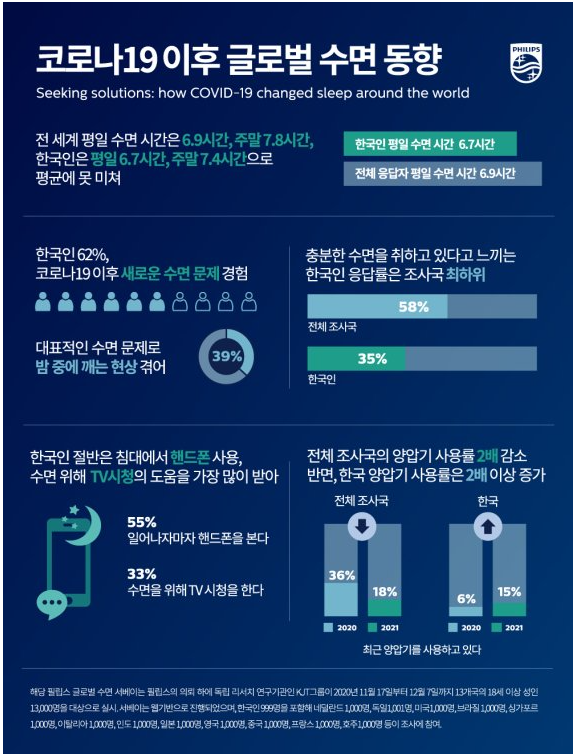 코로나19 이후 글로벌 수면 동향
PHILIPS
Seeking solutions: how COVID-19 changed sleep around the world
전 세계 평일 수면 시간은 6.9시간, 주말 7.8시간,
한국인은 평일 6.7시간, 주말 7.4시간으로
평균에 못 미쳐
한국인 평일 수면 시간 6.7시간
전체 응답자 평일 수면 시간 6.9시간
한국인 62%,
코로나19 이후 새로운 수면 문제 경험
대표적인 수면 문제로
밤 중에 깨는 현상 겪어
39%
충분한 수면을 취하고 있다고 느끼는
한국인 응답률은 조사국 최하위
58%
전체 조사국
35%
한국인
한국인 절반은 침대에서 핸드폰 사용,
수면 위해 TV시청의 도움을 가장 많이 받아
55%
일어나자마자 핸드폰을 본다
33%
수면을 위해 TV 시청을 한다
전체 조사국의 양압기 사용률 2배 감소
반면, 한국 양압기 사용률은 2배 이상 증가
전체 조사국
36%
18%
2020
2021
한국
6%
15%
2020
2021
최근 양압기를 사용하고 있다
해당 필립스 글로벌 수면 서베이는 필립스의 의뢰 하에 독립 리서치 연구기관인 KJT그룹이 2020년 11월 17일부터 12월 7일까지 13개국의 18세 이상 성인
13,000명을 대상으로 실시. 서베이는 웹기반으로 진행되었으며, 한국인 999명을 포함해 네덜란드 1,000명, 독일1,001명, 미국1,000명, 브라질 1,000명, 싱가포르
1,000명, 이탈리아 1,000명, 인도 1,000명, 일본 1,000명, 영국 1,000명, 중국 1,000명, 프랑스 1,000명, 호주1,000명 등이 조사에 참여.